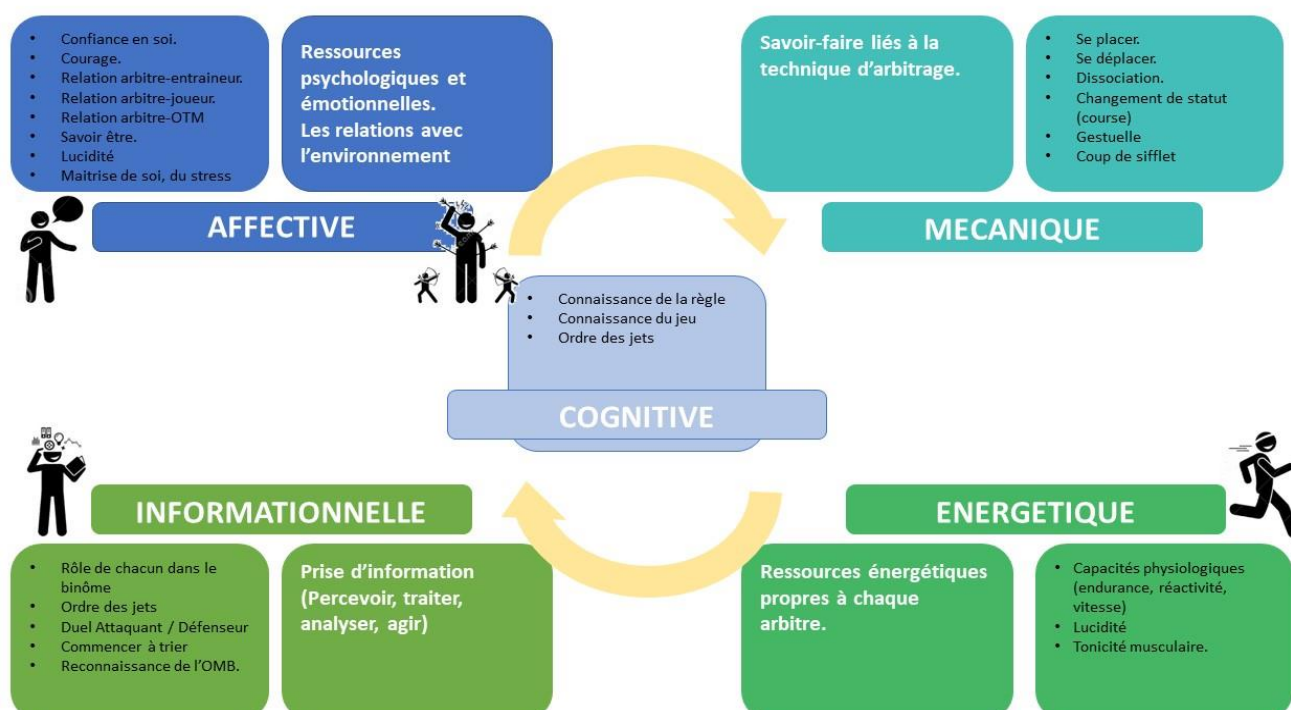 • Confiance en soi.
• Courage.
• Relation arbitre-entraineur.
• Relation arbitre-joueur.
• Relation arbitre-OTM
• Savoir être.
• Lucidité
• Maitrise de soi, du stress
Ressources
psychologiques et
émotionnelles.
Les relations avec
l’environnement
AFFECTIVE
Savoir-faire liés à la
technique d’arbitrage.
• Se placer.
• Se déplacer.
• Dissociation.
• Changement de statut
(course)
• Gestuelle
• Coup de sifflet
MECANIQUE
• Connaissance de la règle
• Connaissance du jeu
• Ordre des jets
COGNITIVE
INFORMATIONNELLE
• Rôle de chacun dans le
binôme
• Ordre des jets
• Duel Attaquant / Défenseur
• Commencer à trier
• Reconnaissance de l’OMB.
Prise d’information
(Percevoir, traiter,
analyser, agir)
ENERGETIQUE
Ressources énergétiques
propres à chaque
arbitre.
• Capacités physiologiques
(endurance, réactivité,
vitesse)
• Lucidité
• Tonicité musculaire.